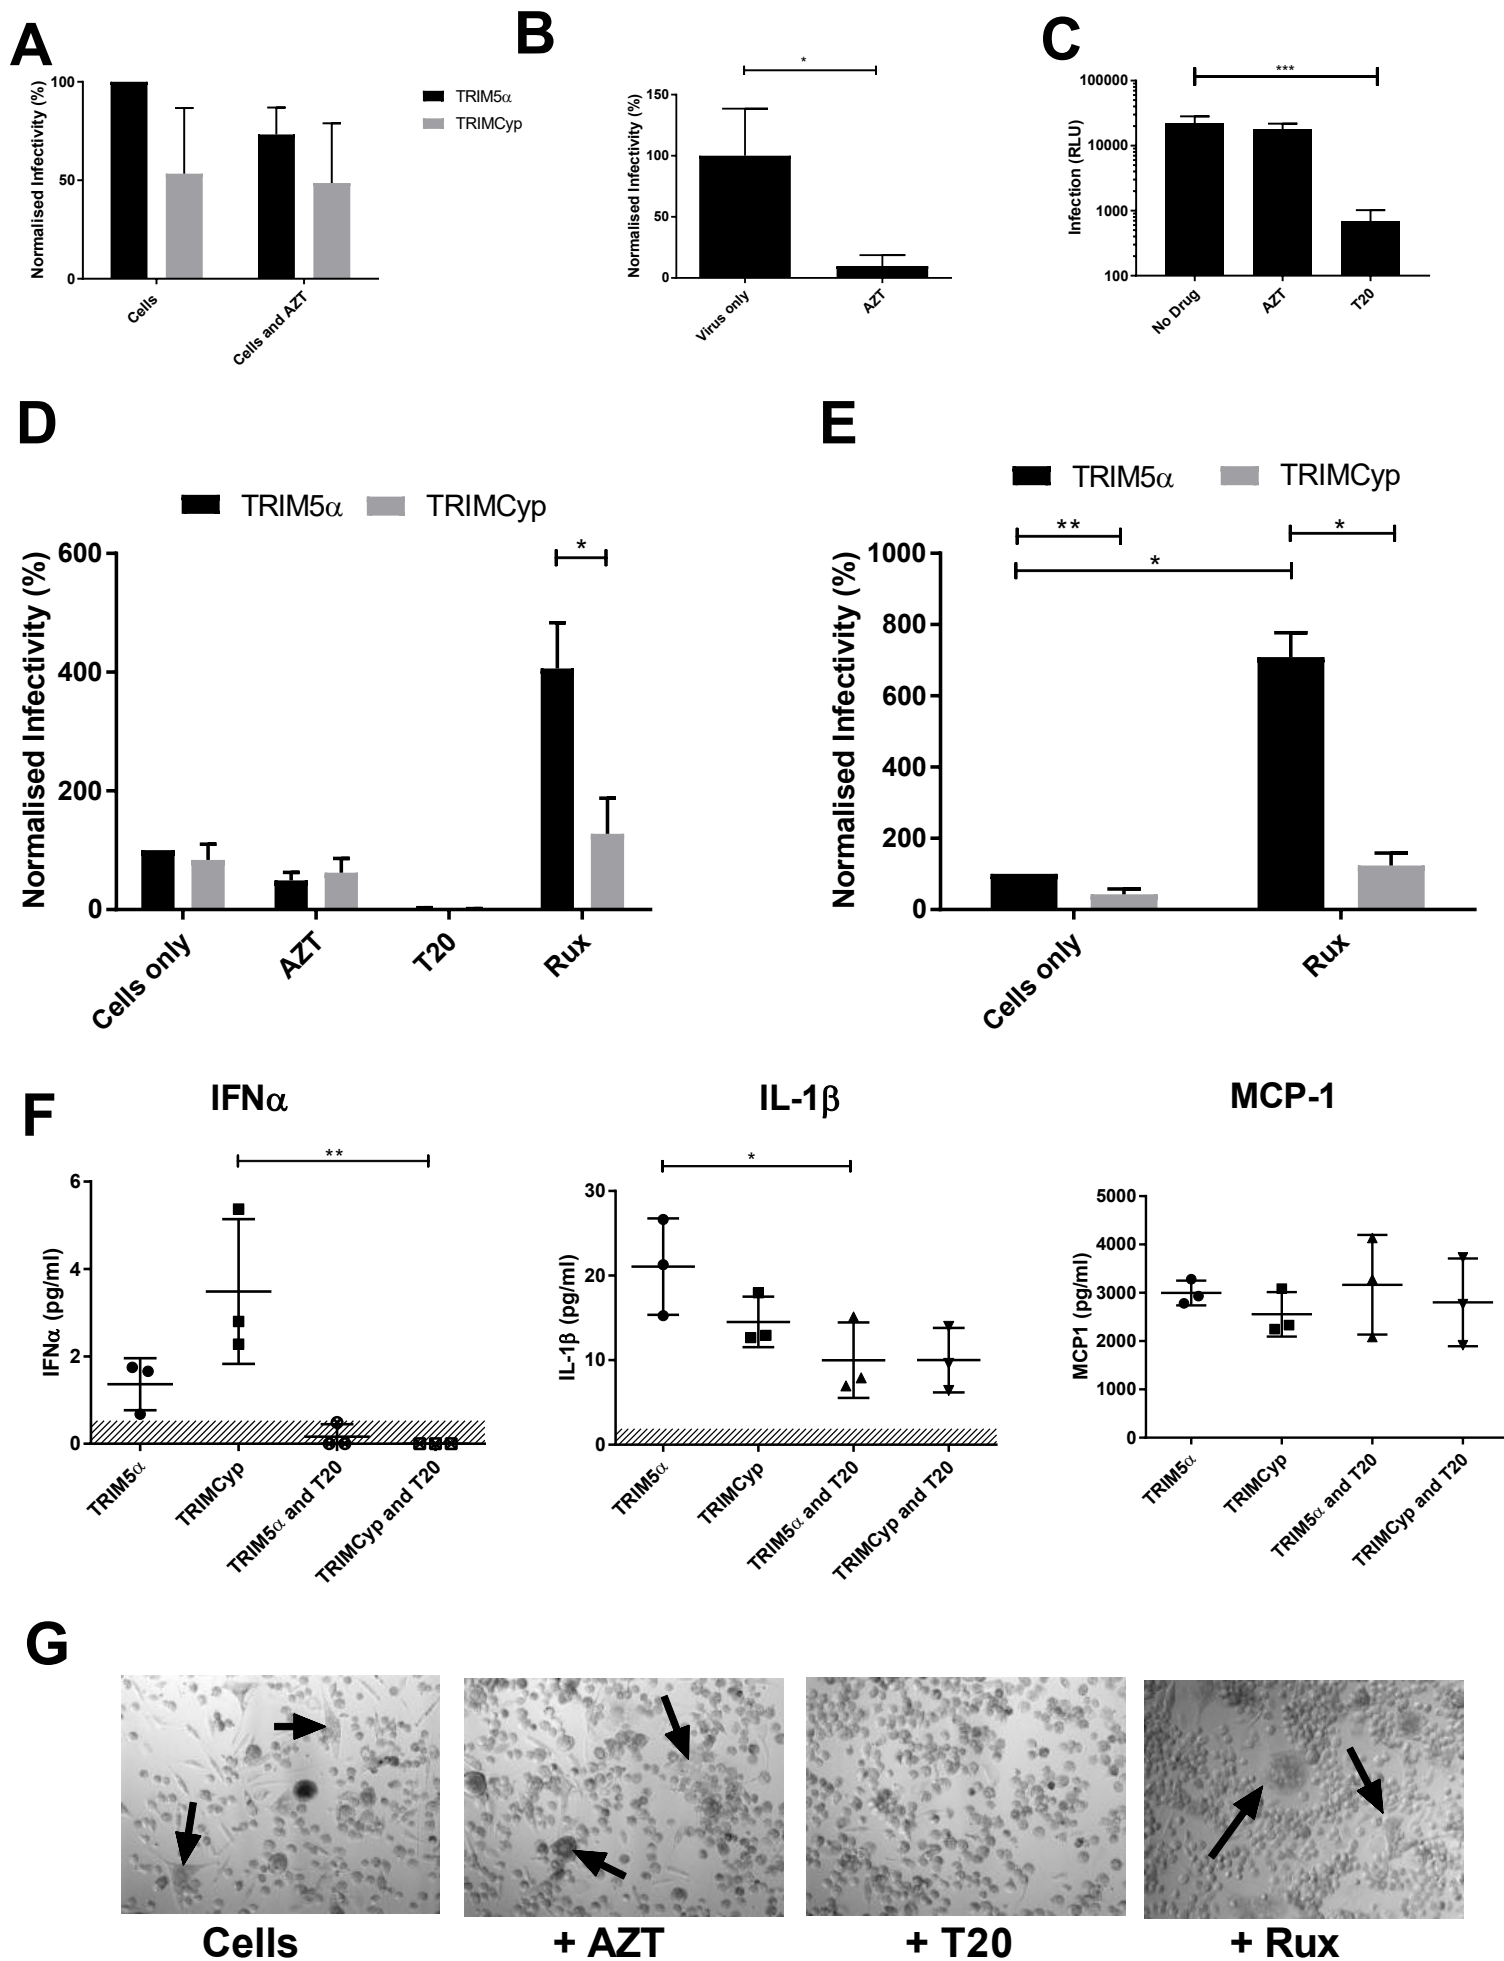 A
Normalised Infectivity (%)
100
50
0
Cells
Cells and AZT
TRIM5α
TRIMCyp
B
*
Normalised Infectivity (%)
150
100
50
0
Virus only
AZT
C
***
Infection (RLU)
100000
10000
1000
100
No Drug
AZT
T20
D
TRIM5α
TRIMCyp
*
Normalised Infectivity (%)
600
400
200
0
Cells only
AZT
T20
Rux
E
TRIM5α
TRIMCyp
**
*
*
Normalised Infectivity (%)
1000
800
600
400
200
0
Cells only
Rux
F
IFNα
**
IFNα (pg/ml)
6
4
2
0
TRIM5α
TRIMCyp
TRIM5α and T20
TRIMCyp and T20
IL-1β
*
IL-1β (pg/ml)
30
20
10
0
TRIM5α
TRIMCyp
TRIM5α and T20
TRIMCyp and T20
MCP-1
MCP1 (pg/ml)
5000
4000
3000
2000
1000
0
TRIM5α
TRIMCyp
TRIM5α and T20
TRIMCyp and T20
G
Cells
+ AZT
+ T20
+ Rux